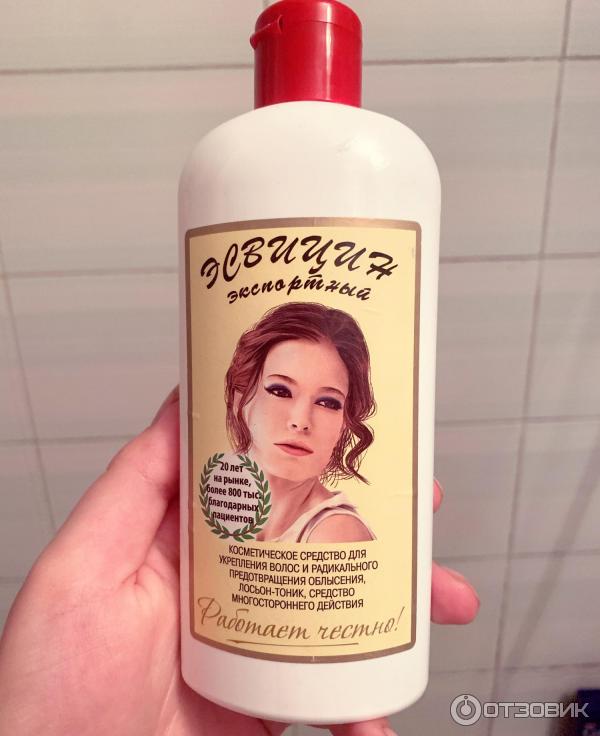 ЭСВИЦИН
экспортный
20 лет
на рынке,
более 800 тыс.
благодарных
пациентов
КОСМЕТИЧЕСКОЕ СРЕДСТВО ДЛЯ
УКРЕПЛЕНИЯ ВОЛОС И РАДИКАЛЬНОГО
ПРЕДОТВРАЩЕНИЯ ОБЛЫСЕНИЯ,
ЛОСЬОН-ТОНИК, СРЕДСТВО
МНОГОСТОРОННЕГО ДЕЙСТВИЯ
Работает честно!
ОТЗОВИК